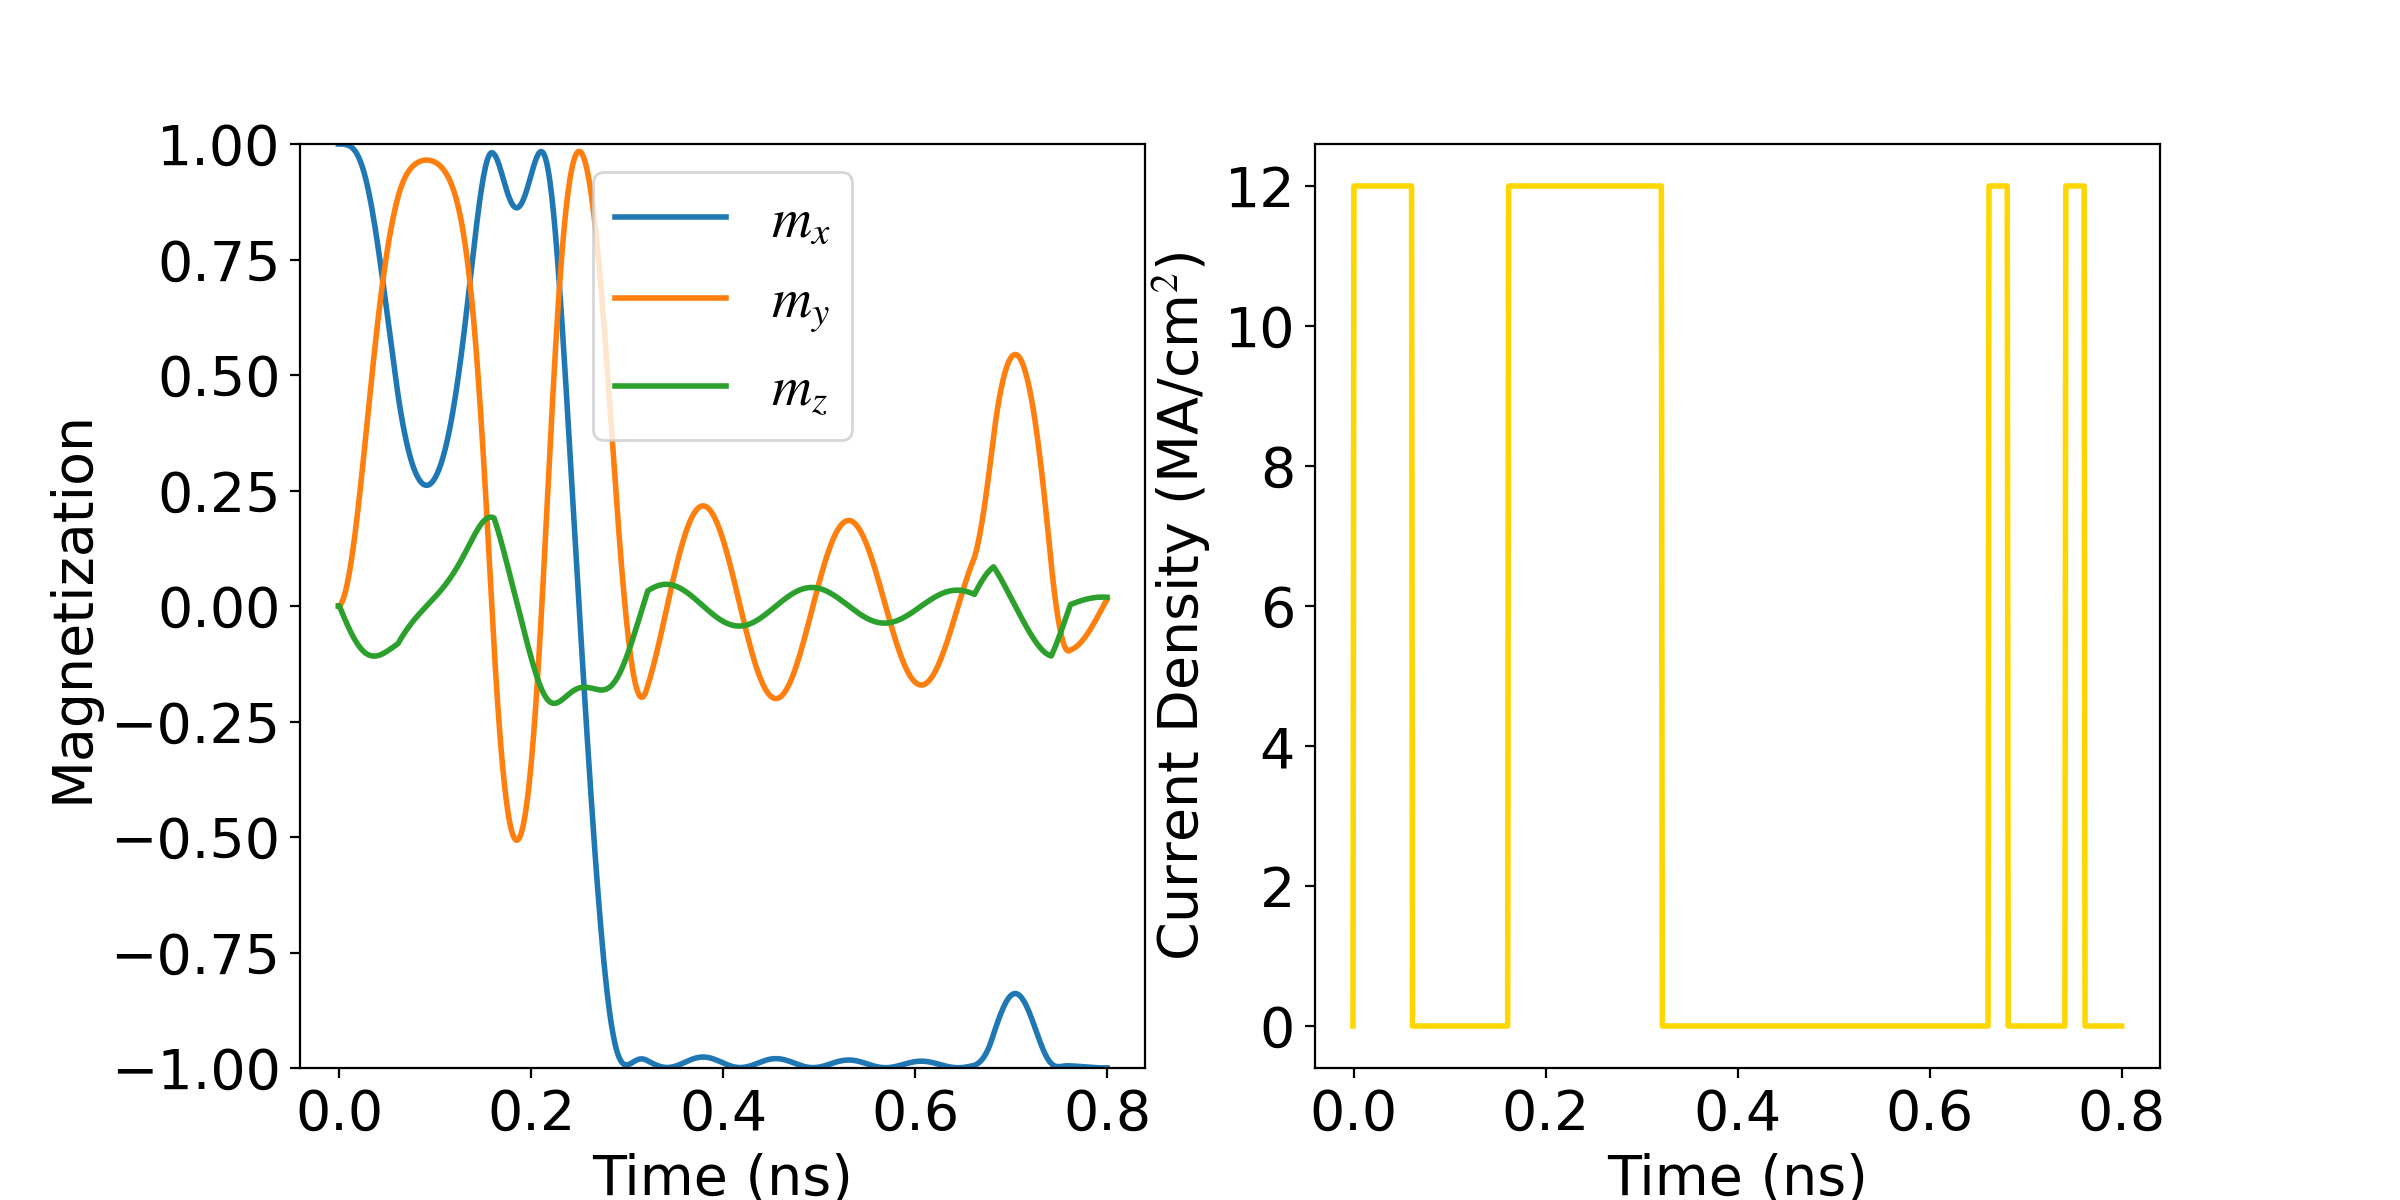 1.00
0.75
0.50
0.25
0.00
−0.25
−0.50
−0.75
−1.00
Magnetization
0.0 0.2 0.4 0.6 0.8
Time (ns)
m_x
m_y
m_z
12
10
8
6
4
2
0
Current Density (MA/cm²)
0.0 0.2 0.4 0.6 0.8
Time (ns)